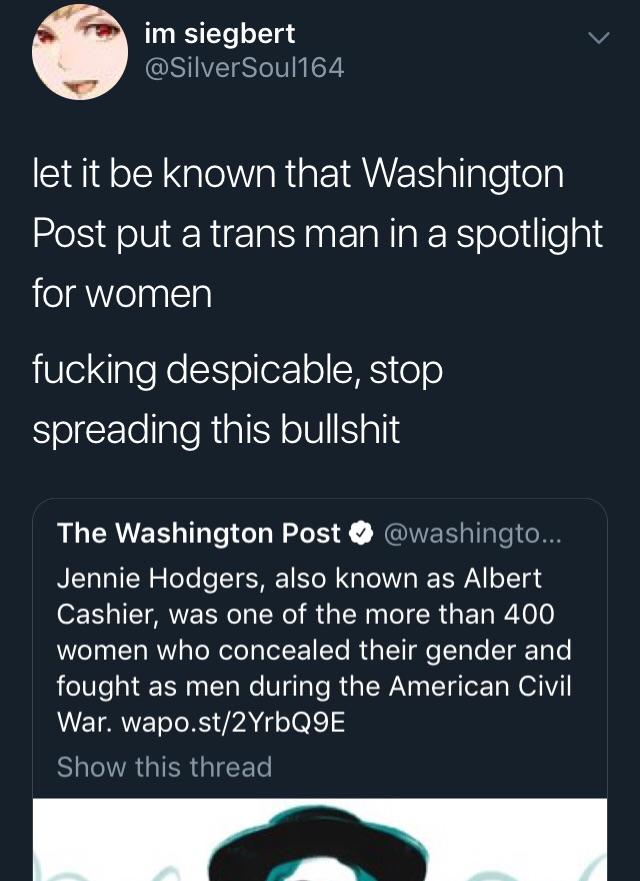 im siegbert
@SilverSoul164
let it be known that Washington
Post put a trans man in a spotlight
for women
fucking despicable, stop
spreading this bullshit
The Washington Post @washingto...
Jennie Hodgers, also known as Albert
Cashier, was one of the more than 400
women who concealed their gender and
fought as men during the American Civil
War. wapo.st/2YrbQ9E
Show this thread